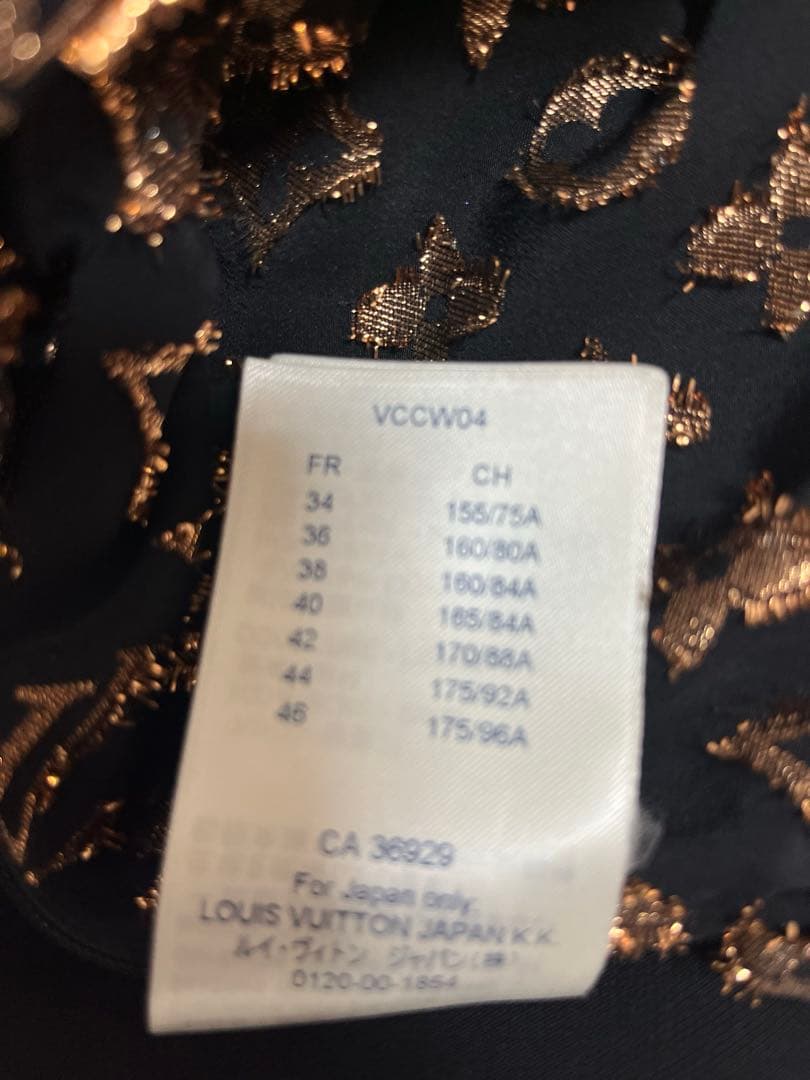 VCCW04
FR CH
34 155/75A
36 160/80A
38 160/84A
40 165/84A
42 170/88A
44 175/92A
46 175/96A
CA 36929
For Japan only:
LOUIS VUITTON JAPAN K.K.
ルイ・ヴィトン ジャパン(株)
0120-00-1854